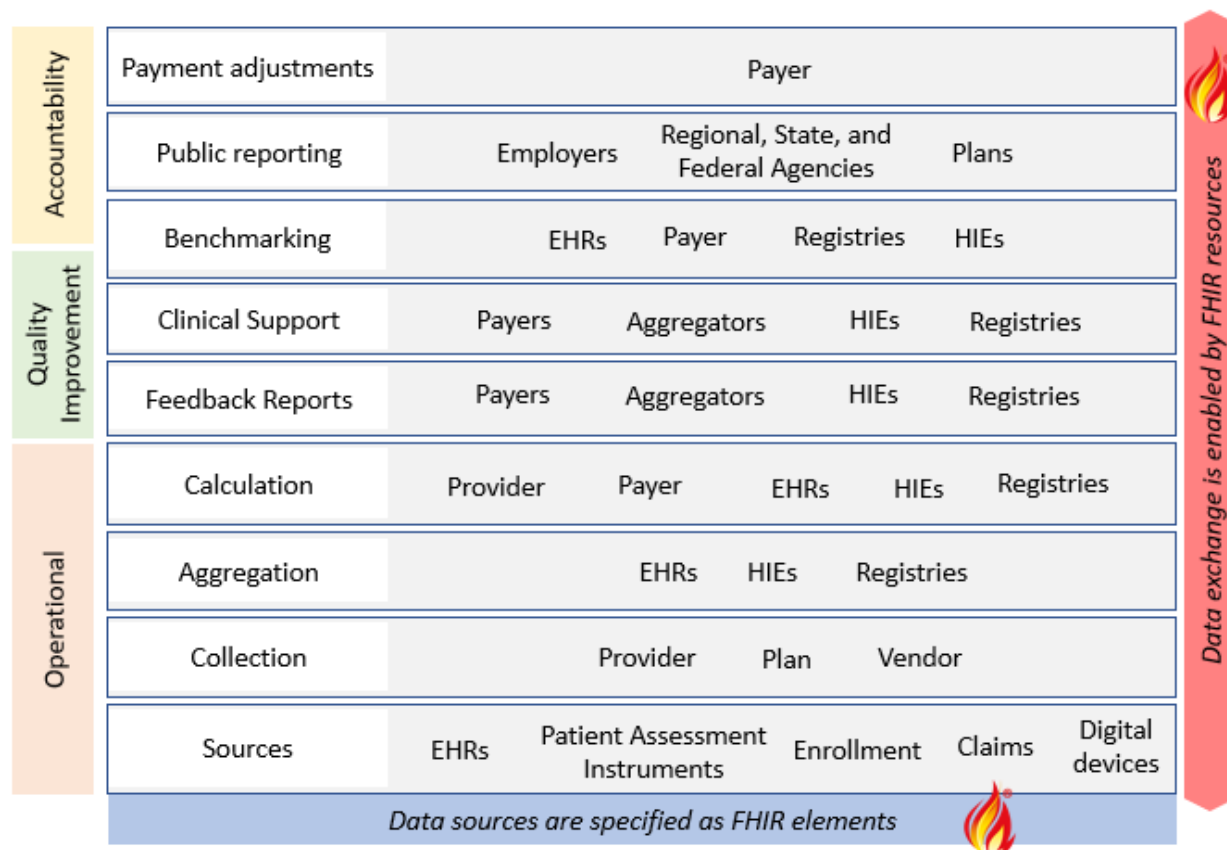 Accountability
Payment adjustments
Payer
Public reporting
Employers
Regional, State, and
Federal Agencies
Plans
Benchmarking
EHRs
Payer
Registries
HIEs
Quality
Improvement
Clinical Support
Payers
Aggregators
HIEs
Registries
Feedback Reports
Payers
Aggregators
HIEs
Registries
Operational
Calculation
Provider
Payer
EHRs
HIEs
Registries
Aggregation
EHRs
HIEs
Registries
Collection
Provider
Plan
Vendor
Sources
EHRs
Patient Assessment
Instruments
Enrollment
Claims
Digital
devices
Data sources are specified as FHIR elements
Data exchange is enabled by FHIR resources